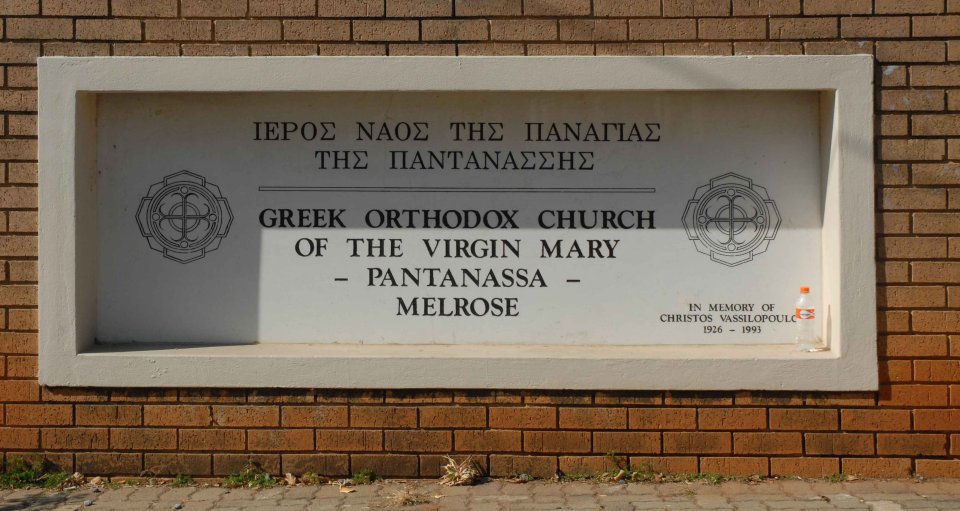 ΙΕΡΟΣ ΝΑΟΣ ΤΗΣ ΠΑΝΑΓΙΑΣ
ΤΗΣ ΠΑΝΤΑΝΑΣΣΗΣ
GREEK ORTHODOX CHURCH
OF THE VIRGIN MARY
– PANTANASSA –
MELROSE
IN MEMORY OF
CHRISTOS VASSILOPOULO
1926 – 1993